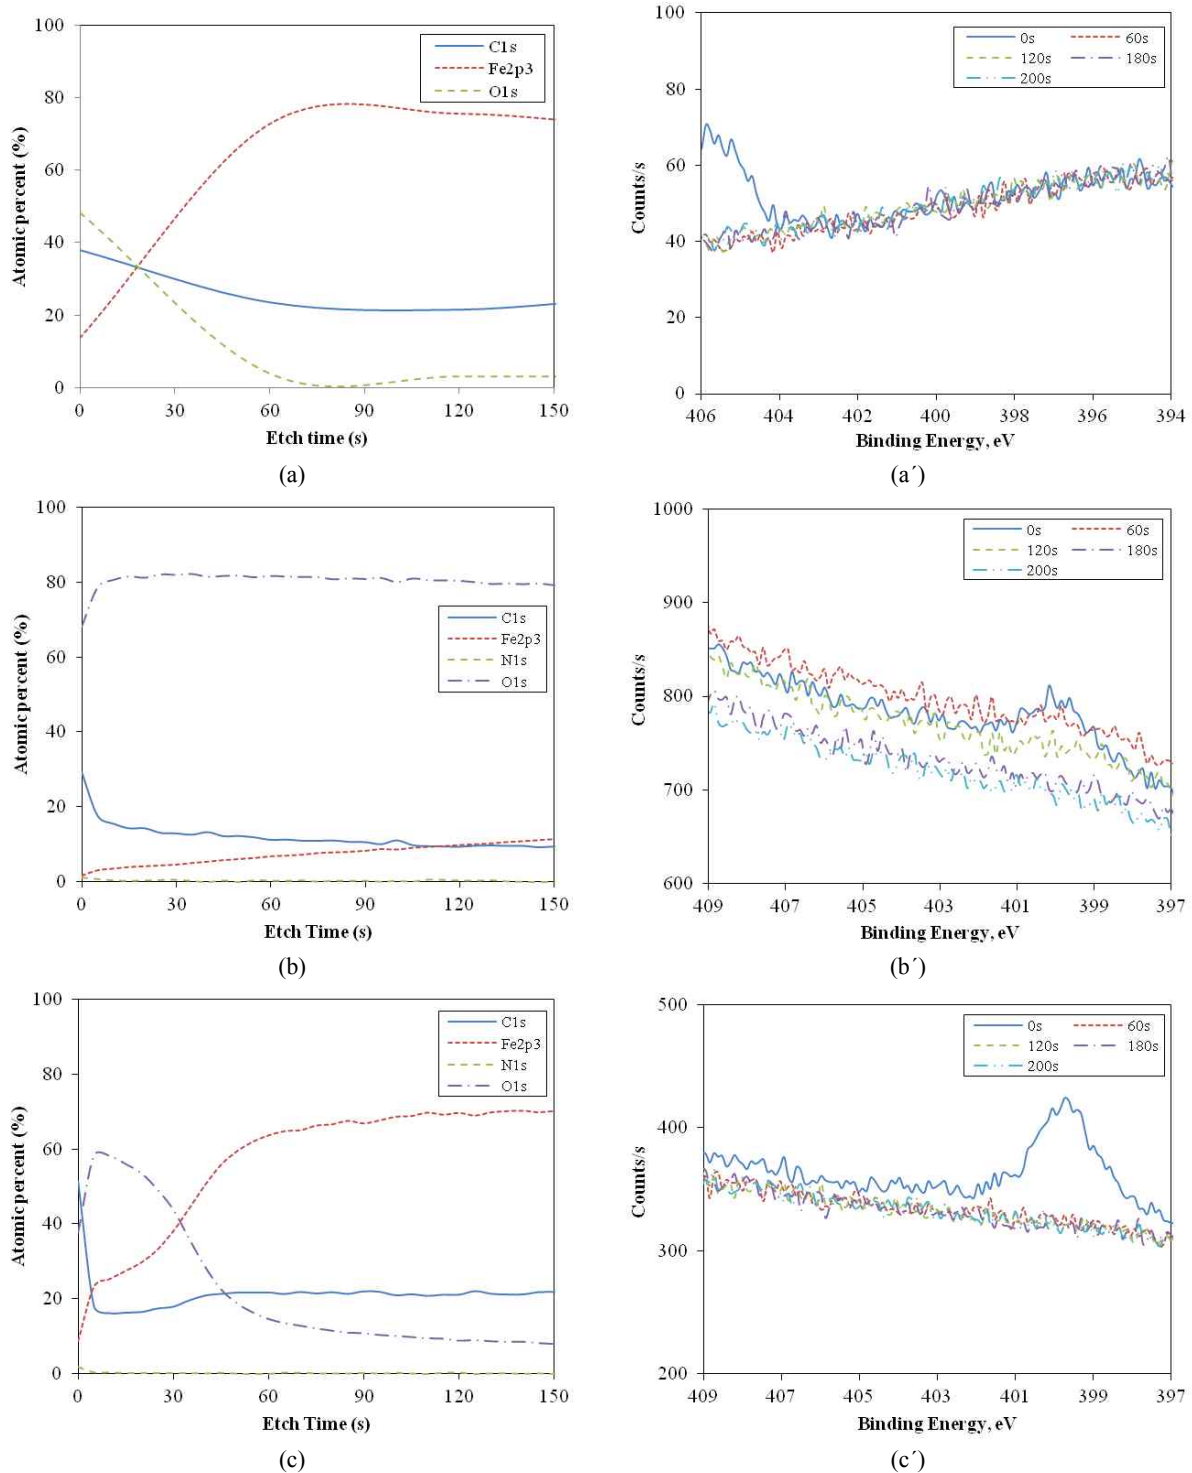 100
80
60
40
20
0
Atomic percent (%)
C1s
Fe2p3
O1s
0 30 60 90 120 150
Etch time (s)
(a)
100
80
60
40
20
0
Counts/s
0s 60s
120s 180s
200s
406 404 402 400 398 396 394
Binding Energy, eV
(a´)
100
80
60
40
20
0
Atomic percent (%)
C1s
Fe2p3
N1s
O1s
0 30 60 90 120 150
Etch Time (s)
(b)
1000
900
800
700
600
Counts/s
0s 60s
120s 180s
200s
409 407 405 403 401 399 397
Binding Energy, eV
(b´)
100
80
60
40
20
0
Atomic percent (%)
C1s
Fe2p3
N1s
O1s
0 30 60 90 120 150
Etch Time (s)
(c)
500
400
300
200
Counts/s
0s 60s
120s 180s
200s
409 407 405 403 401 399 397
Binding Energy, eV
(c´)